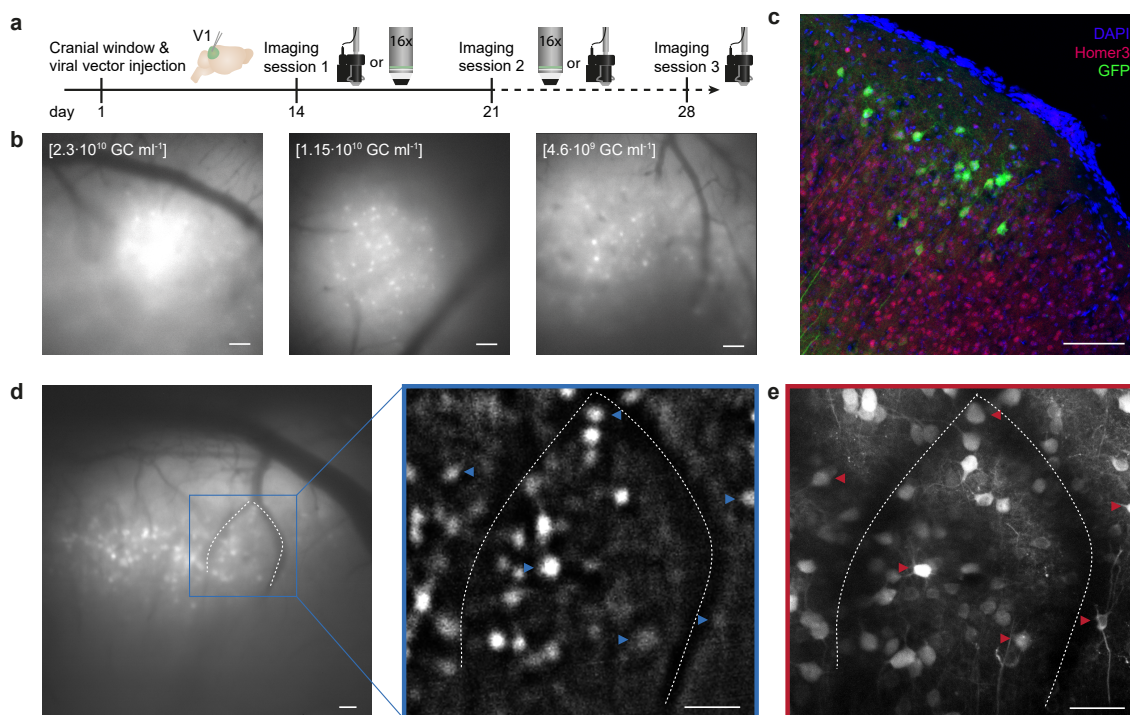 a
V1
Cranial window &
viral vector injection
Imaging
session 1
or
16x
Imaging
session 2
16x
or
Imaging
session 3
day
1
14
21
28
b
[2.3·10¹⁰ GC ml⁻¹]
[1.15·10¹⁰ GC ml⁻¹]
[4.6·10⁹ GC ml⁻¹]
c
DAPI
Homer3
GFP
d
e